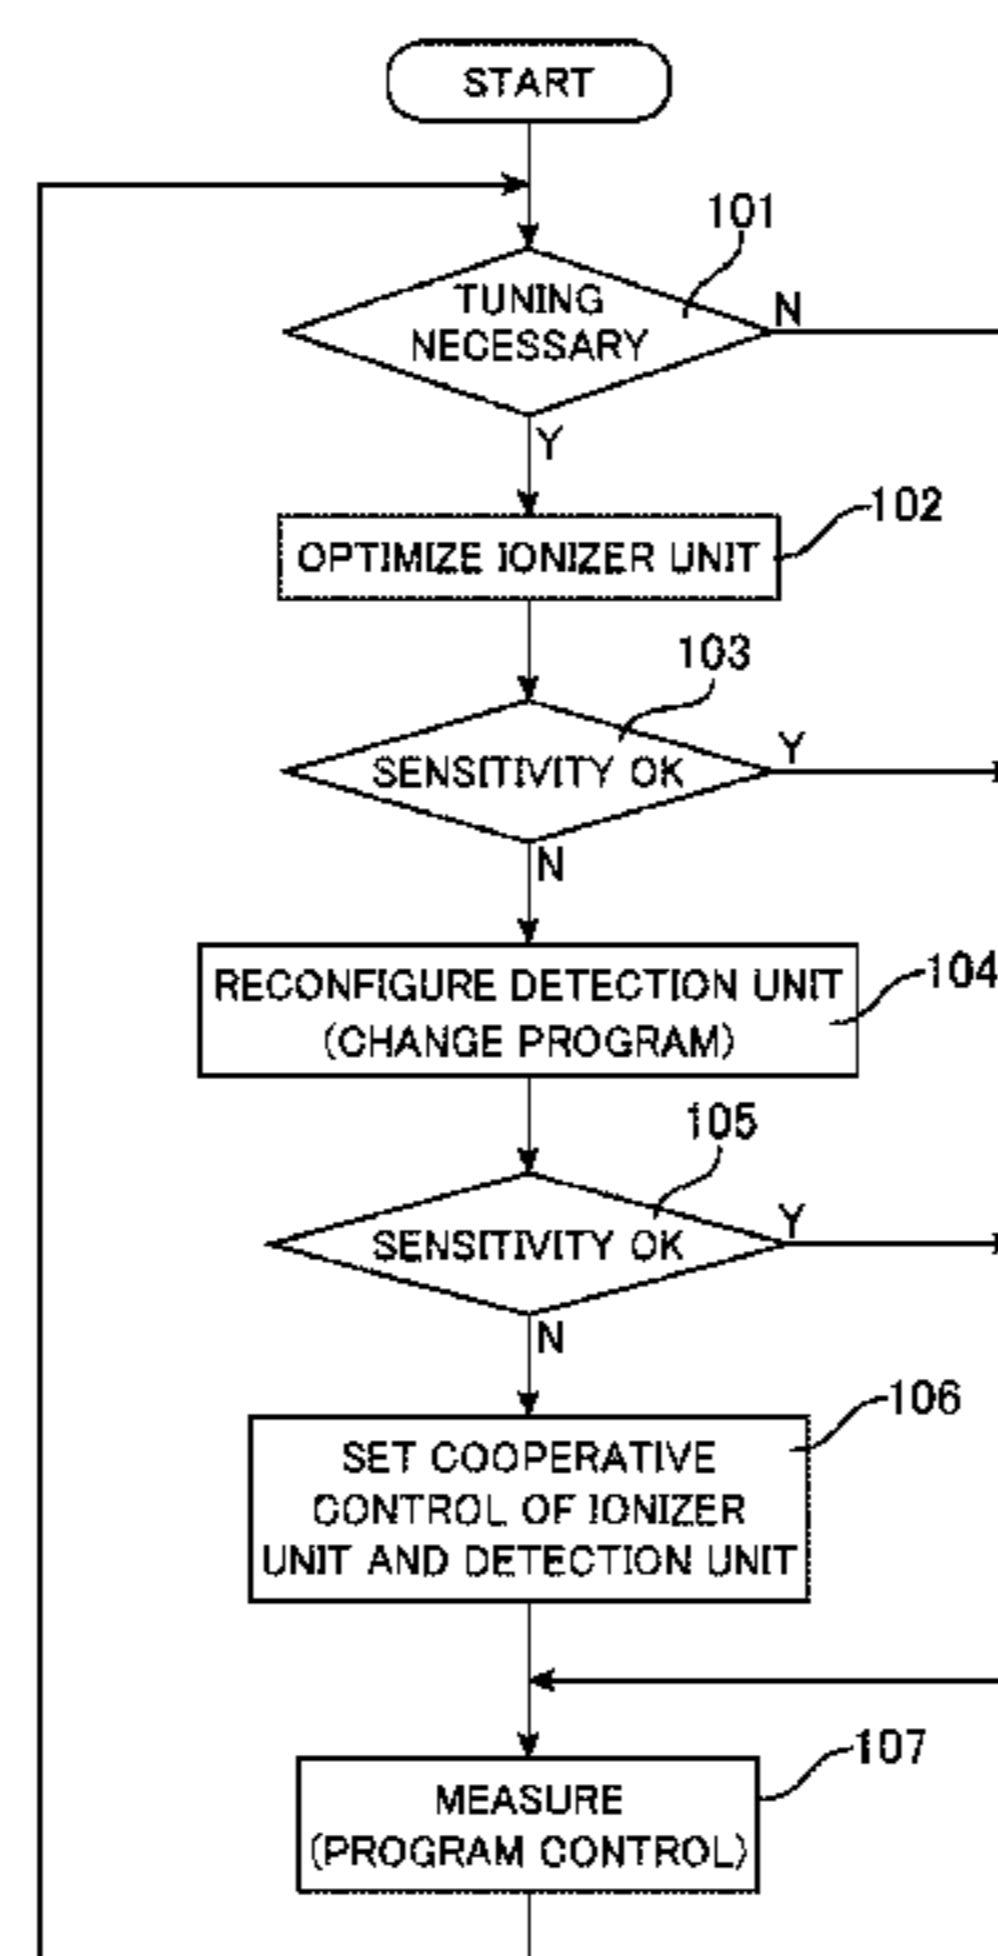 START
101
TUNING
NECESSARY
N
Y
102
OPTIMIZE IONIZER UNIT
103
SENSITIVITY OK
Y
N
104
RECONFIGURE DETECTION UNIT
(CHANGE PROGRAM)
105
SENSITIVITY OK
Y
N
106
SET COOPERATIVE
CONTROL OF IONIZER
UNIT AND DETECTION UNIT
107
MEASURE
(PROGRAM CONTROL)